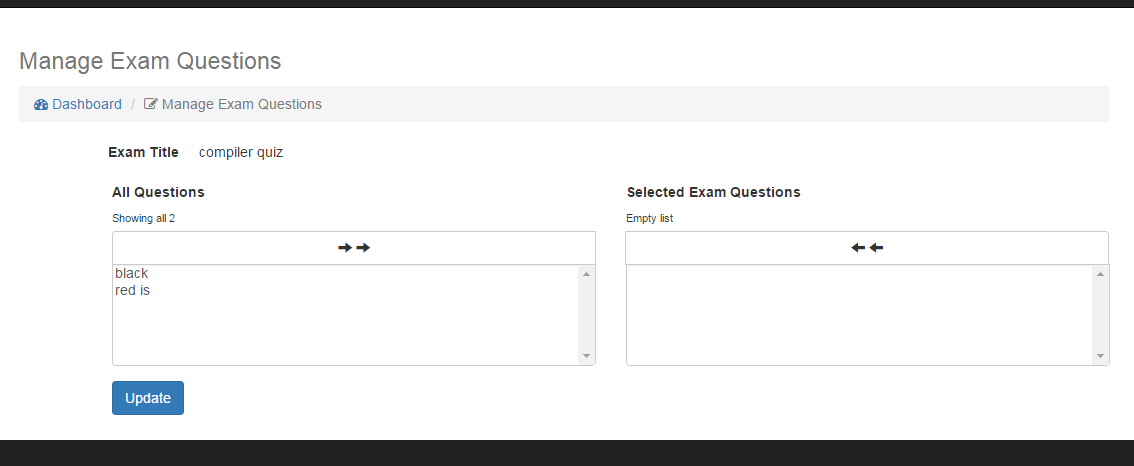 Manage Exam Questions
Dashboard / Manage Exam Questions
Exam Title compiler quiz
All Questions
Showing all 2
black
red is
Selected Exam Questions
Empty list
Update